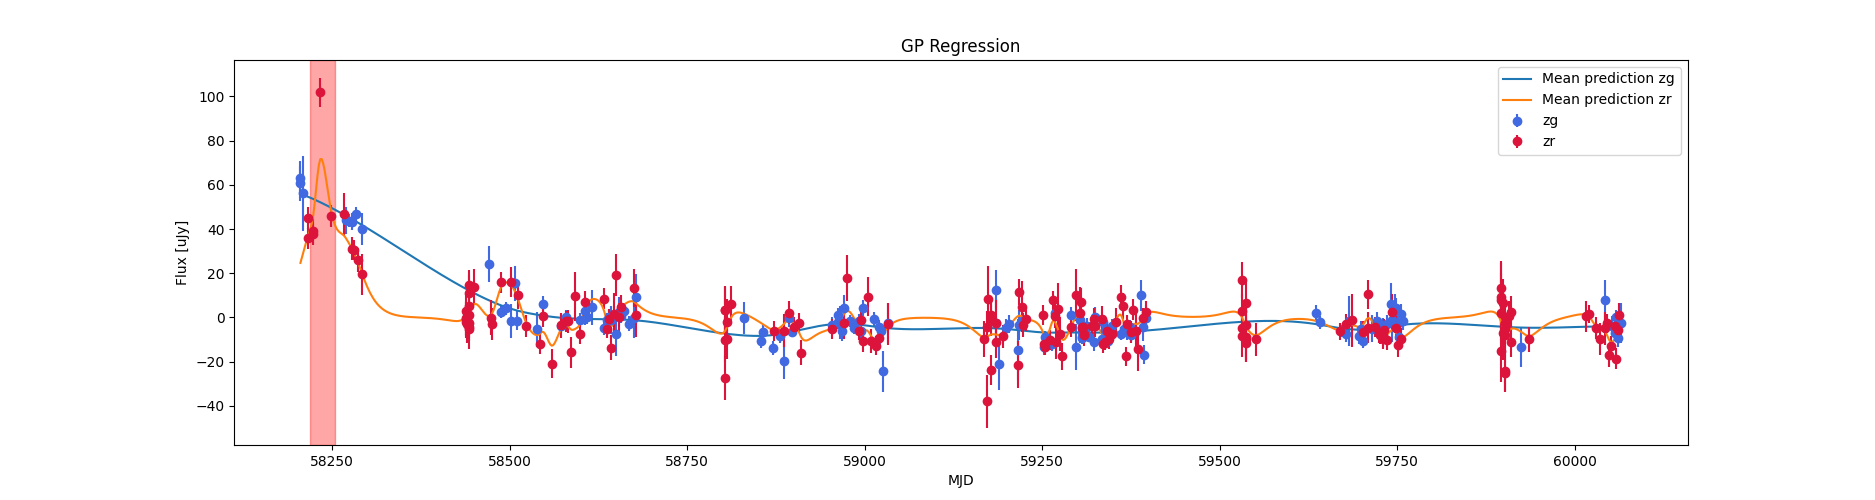 GP Regression
Flux [uJy]
100
80
60
40
20
0
−20
−40
58250
58500
58750
59000
59250
59500
59750
60000
MJD
Mean prediction zg
Mean prediction zr
zg
zr